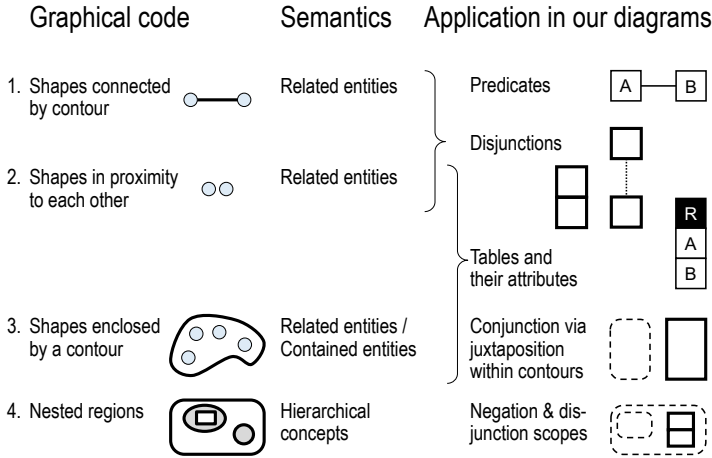 Graphical code Semantics Application in our diagrams
1. Shapes connected
by contour
Related entities
Predicates
A B
Disjunctions
2. Shapes in proximity
to each other
Related entities
R
A
B
Tables and
their attributes
3. Shapes enclosed
by a contour
Related entities /
Contained entities
Conjunction via
juxtaposition
within contours
4. Nested regions
Hierarchical
concepts
Negation & dis-
junction scopes